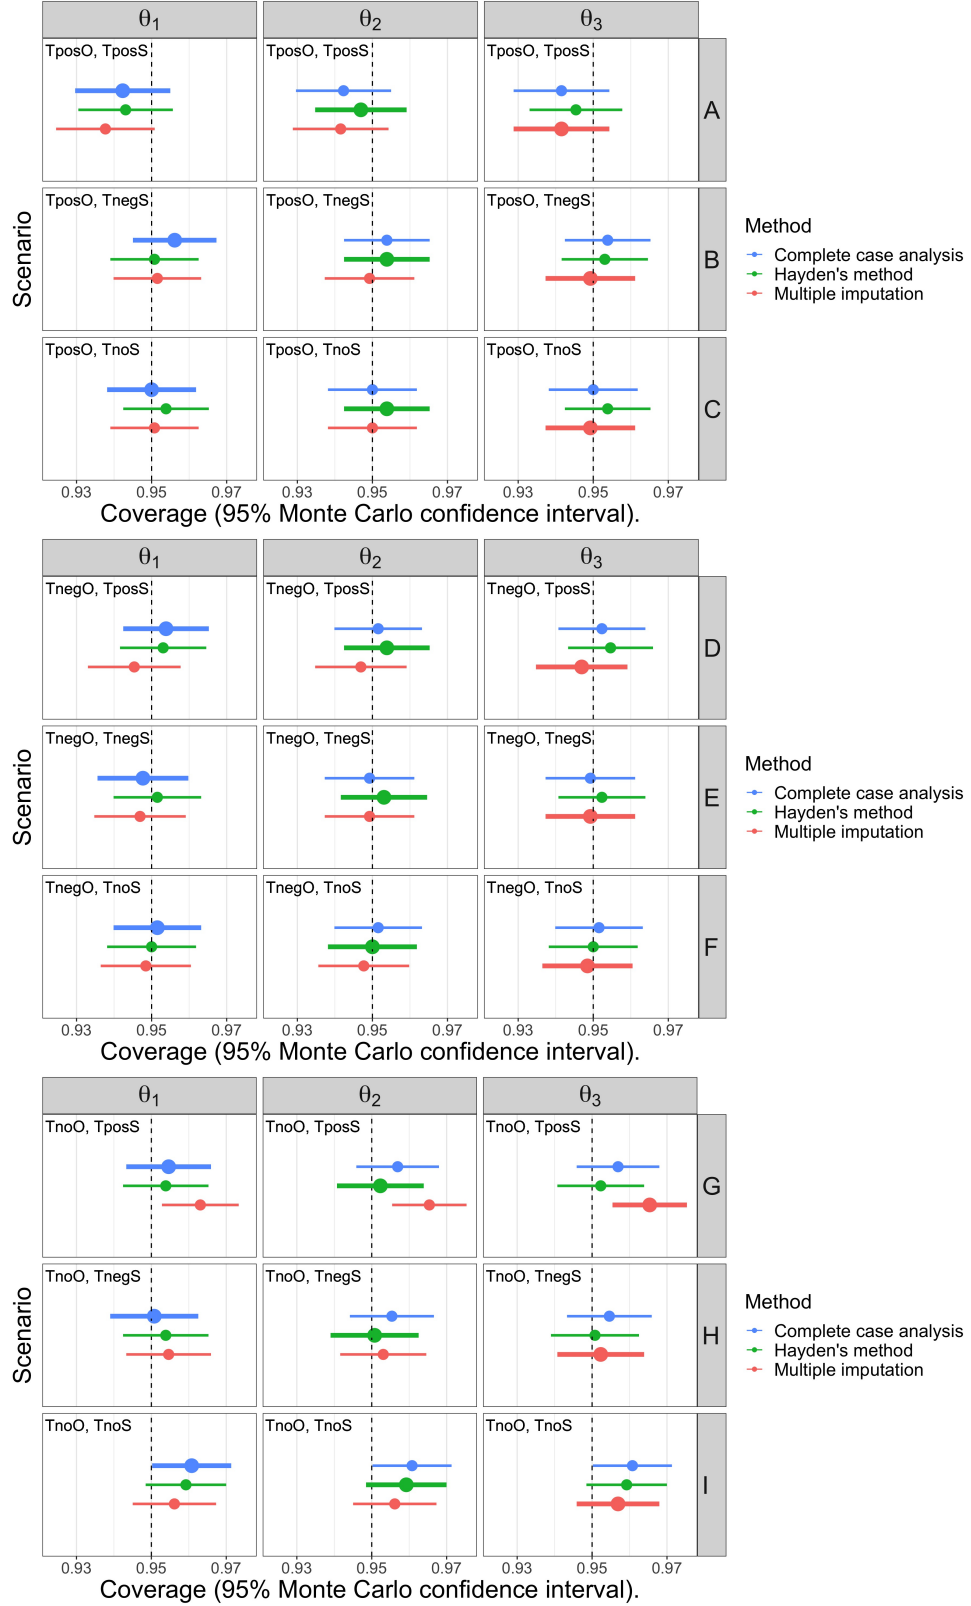 θ1 θ2 θ3
TposO, TposS TposO, TposS TposO, TposS A
TposO, TnegS TposO, TnegS TposO, TnegS B
TposO, TnoS TposO, TnoS TposO, TnoS C
Scenario
0.93 0.95 0.97 0.93 0.95 0.97 0.93 0.95 0.97
Coverage (95% Monte Carlo confidence interval).
Method
Complete case analysis
Hayden's method
Multiple imputation
θ1 θ2 θ3
TnegO, TposS TnegO, TposS TnegO, TposS D
TnegO, TnegS TnegO, TnegS TnegO, TnegS E
TnegO, TnoS TnegO, TnoS TnegO, TnoS F
Scenario
0.93 0.95 0.97 0.93 0.95 0.97 0.93 0.95 0.97
Coverage (95% Monte Carlo confidence interval).
Method
Complete case analysis
Hayden's method
Multiple imputation
θ1 θ2 θ3
TnoO, TposS TnoO, TposS TnoO, TposS G
TnoO, TnegS TnoO, TnegS TnoO, TnegS H
TnoO, TnoS TnoO, TnoS TnoO, TnoS I
Scenario
0.93 0.95 0.97 0.93 0.95 0.97 0.93 0.95 0.97
Coverage (95% Monte Carlo confidence interval).
Method
Complete case analysis
Hayden's method
Multiple imputation